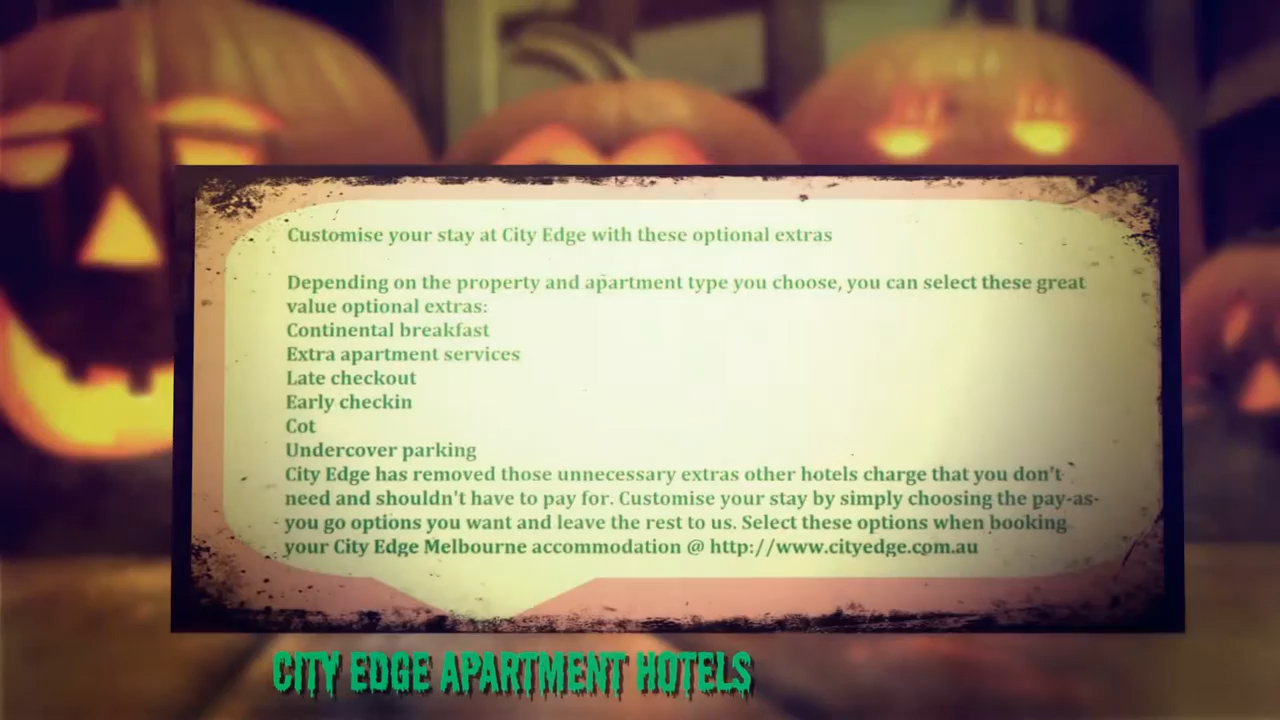 Customise your stay at City Edge with these optional extras
Depending on the property and apartment type you choose, you can select these great
value optional extras:
Continental breakfast
Extra apartment services
Late checkout
Early checkin
Cot
Undercover parking
City Edge has removed those unnecessary extras other hotels charge that you don't
need and shouldn't have to pay for. Customise your stay by simply choosing the pay-as-
you go options you want and leave the rest to us. Select these options when booking
your City Edge Melbourne accommodation @ http://www.cityedge.com.au
CITY EDGE APARTMENT HOTELS